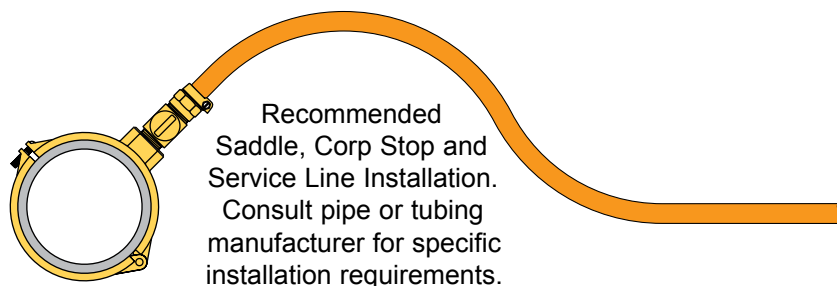 Recommended
Saddle, Corp Stop and
Service Line Installation.
Consult pipe or tubing
manufacturer for specific
installation requirements.